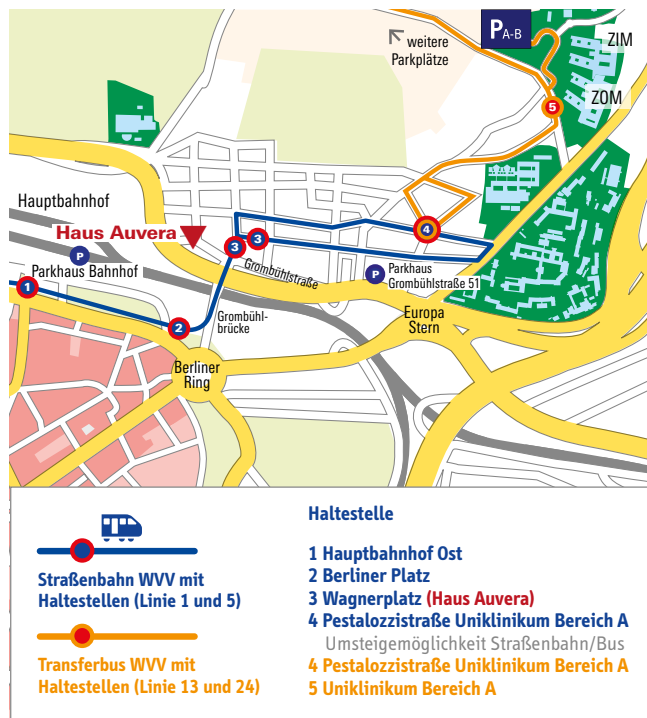 P A-B
weitere
Parkplätze
ZIM
ZOM
5
Hauptbahnhof
Haus Auvera
P
Parkhaus Bahnhof
1
3
3
4
Grombühlstraße
P
Parkhaus
Grombühlstraße 51
2
Grombühl-
brücke
Europa
Stern
Berliner
Ring
Straßenbahn WVV mit
Haltestellen (Linie 1 und 5)
Transferbus WVV mit
Haltestellen (Linie 13 und 24)
Haltestelle
1 Hauptbahnhof Ost
2 Berliner Platz
3 Wagnerplatz (Haus Auvera)
4 Pestalozzistraße Uniklinikum Bereich A
Umsteigemöglichkeit Straßenbahn/Bus
4 Pestalozzistraße Uniklinikum Bereich A
5 Uniklinikum Bereich A